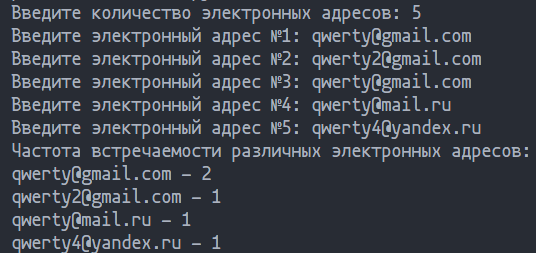 Введите количество электронных адресов: 5
Введите электронный адрес №1: qwerty@gmail.com
Введите электронный адрес №2: qwerty2@gmail.com
Введите электронный адрес №3: qwerty@gmail.com
Введите электронный адрес №4: qwerty@mail.ru
Введите электронный адрес №5: qwerty4@yandex.ru
Частота встречаемости различных электронных адресов:
qwerty@gmail.com – 2
qwerty2@gmail.com – 1
qwerty@mail.ru – 1
qwerty4@yandex.ru – 1